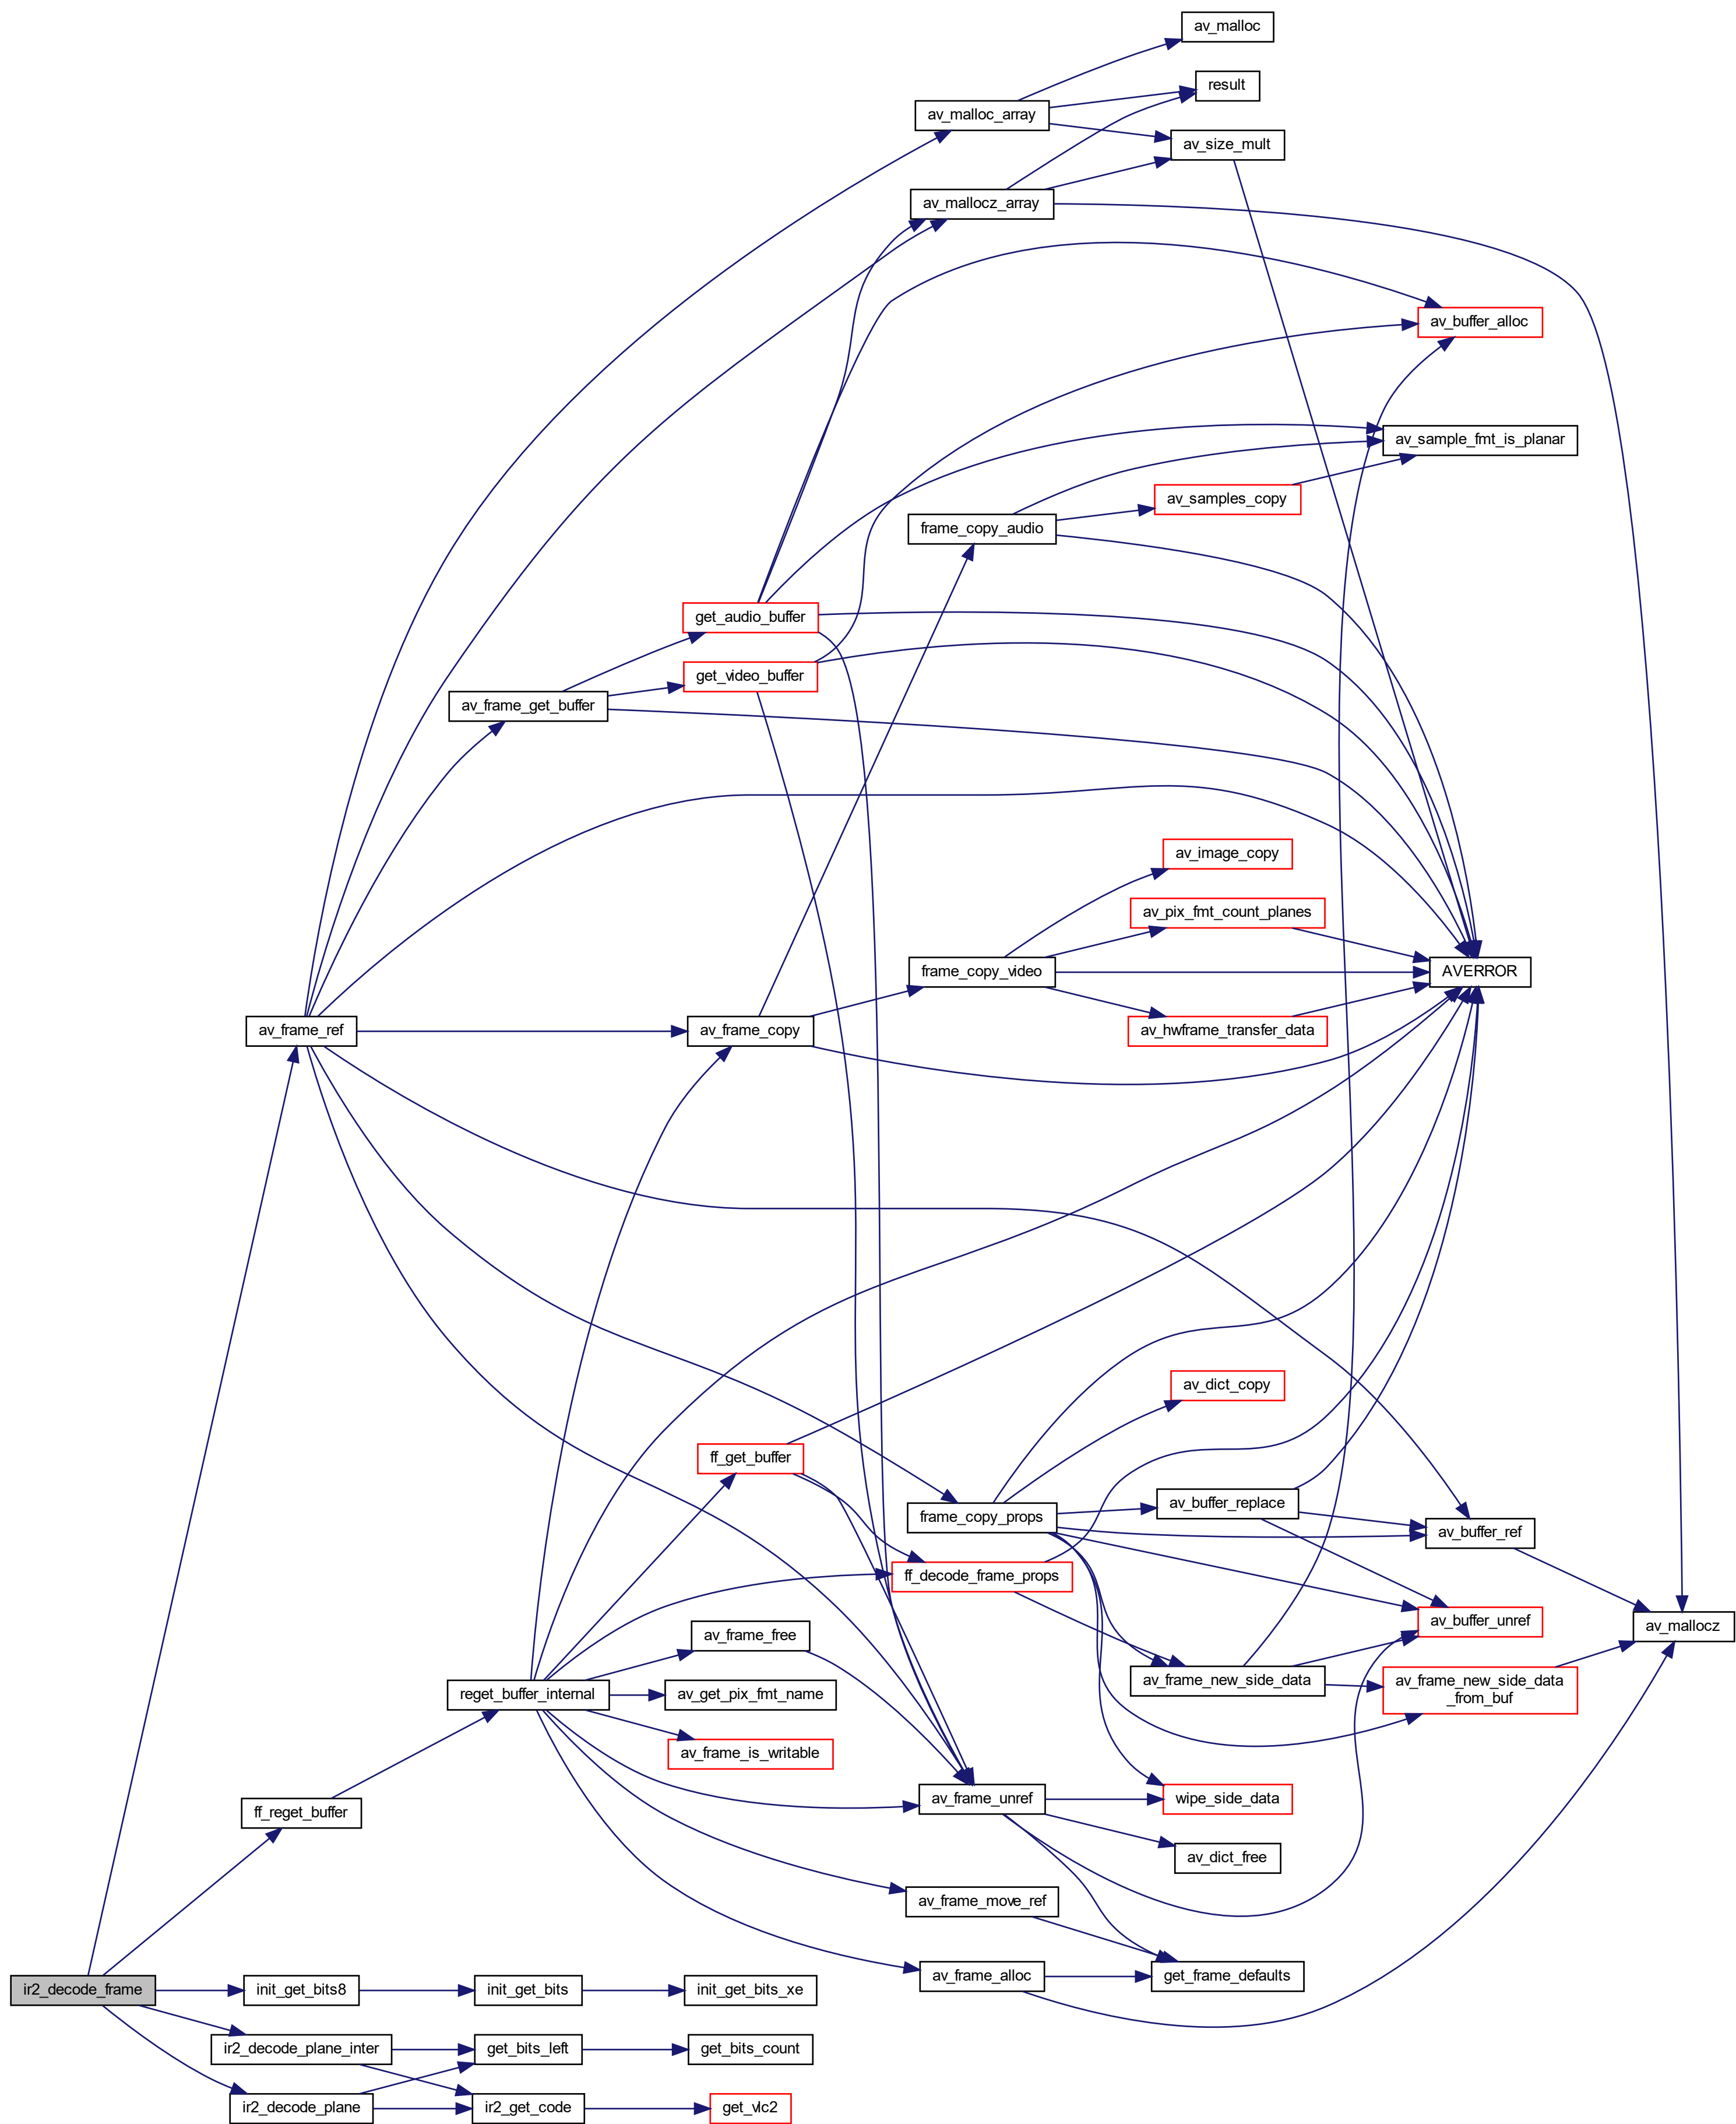 av_malloc
result
av_malloc_array
av_size_mult
av_mallocz_array
av_buffer_alloc
av_sample_fmt_is_planar
av_samples_copy
frame_copy_audio
get_audio_buffer
get_video_buffer
av_frame_get_buffer
av_image_copy
av_pix_fmt_count_planes
frame_copy_video
AVERROR
av_frame_ref
av_frame_copy
av_hwframe_transfer_data
av_dict_copy
ff_get_buffer
av_buffer_replace
frame_copy_props
av_buffer_ref
ff_decode_frame_props
av_buffer_unref
av_mallocz
av_frame_free
av_frame_new_side_data
av_frame_new_side_data
_from_buf
reget_buffer_internal
av_get_pix_fmt_name
av_frame_is_writable
av_frame_unref
wipe_side_data
ff_reget_buffer
av_dict_free
av_frame_move_ref
av_frame_alloc
get_frame_defaults
ir2_decode_frame
init_get_bits8
init_get_bits
init_get_bits_xe
ir2_decode_plane_inter
get_bits_left
get_bits_count
ir2_decode_plane
ir2_get_code
get_vlc2